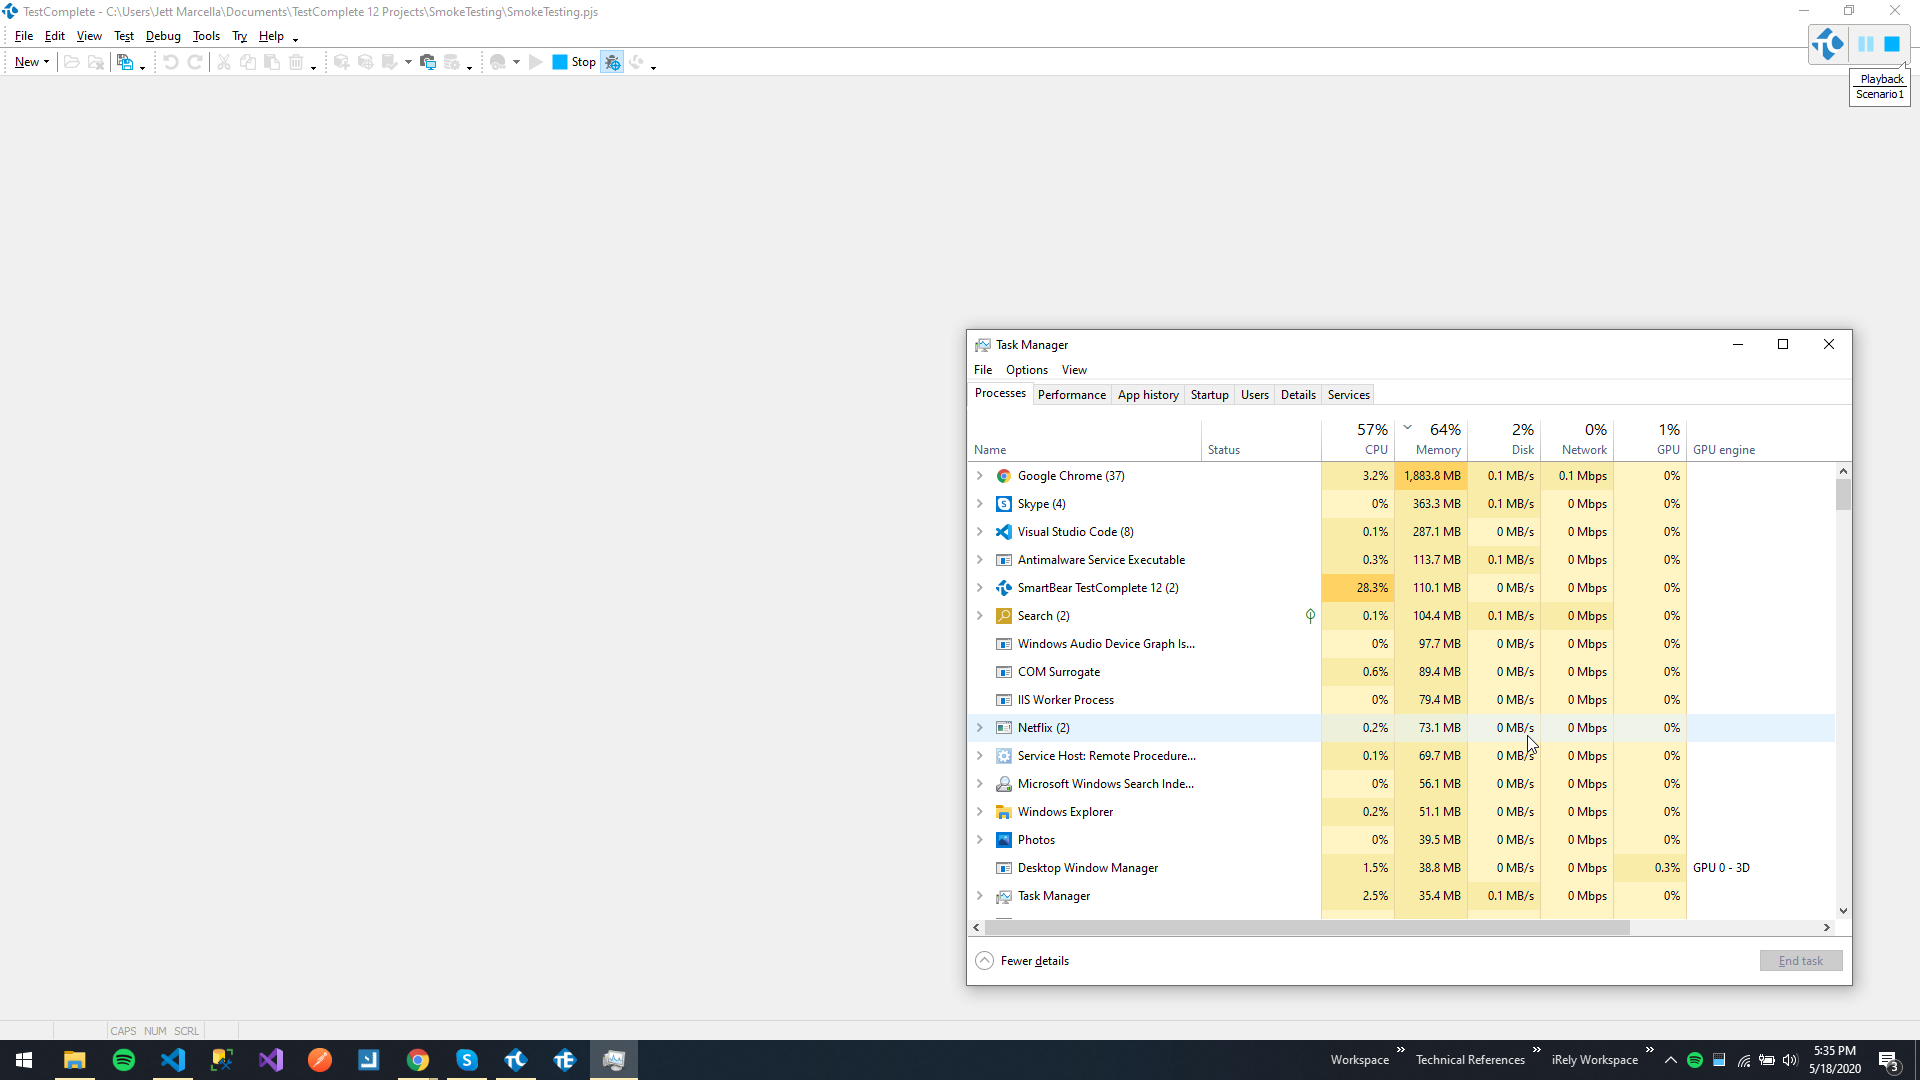 TestComplete - C:\Users\Jett Marcella\Documents\TestComplete 12 Projects\SmokeTesting\SmokeTesting.pjs
File Edit View Test Debug Tools Try Help
New Stop
Playback
Scenario1
Task Manager
File Options View
Processes Performance App history Startup Users Details Services
57% 64% 2% 0% 1%
Name Status CPU Memory Disk Network GPU GPU engine
Google Chrome (37) 3.2% 1,883.8 MB 0.1 MB/s 0.1 Mbps 0%
Skype (4) 0% 363.3 MB 0.1 MB/s 0 Mbps 0%
Visual Studio Code (8) 0.1% 287.1 MB 0 MB/s 0 Mbps 0%
Antimalware Service Executable 0.3% 113.7 MB 0.1 MB/s 0 Mbps 0%
SmartBear TestComplete 12 (2) 28.3% 110.1 MB 0 MB/s 0 Mbps 0%
Search (2) 0.1% 104.4 MB 0.1 MB/s 0 Mbps 0%
Windows Audio Device Graph Is... 0% 97.7 MB 0 MB/s 0 Mbps 0%
COM Surrogate 0.6% 89.4 MB 0 MB/s 0 Mbps 0%
IIS Worker Process 0% 79.4 MB 0 MB/s 0 Mbps 0%
Netflix (2) 0.2% 73.1 MB 0 MB/s 0 Mbps 0%
Service Host: Remote Procedure... 0.1% 69.7 MB 0 MB/s 0 Mbps 0%
Microsoft Windows Search Inde... 0% 56.1 MB 0 MB/s 0 Mbps 0%
Windows Explorer 0.2% 51.1 MB 0 MB/s 0 Mbps 0%
Photos 0% 39.5 MB 0 MB/s 0 Mbps 0%
Desktop Window Manager 1.5% 38.8 MB 0 MB/s 0 Mbps 0.3% GPU 0 - 3D
Task Manager 2.5% 35.4 MB 0.1 MB/s 0 Mbps 0%
Fewer details End task
CAPS NUM SCRL
Workspace » Technical References » iRely Workspace » 5:35 PM
5/18/2020 3